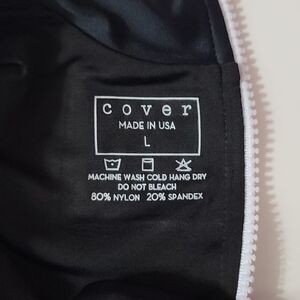 cover
MADE IN USA
L
MACHINE WASH COLD HANG DRY
DO NOT BLEACH
80% NYLON 20% SPANDEX